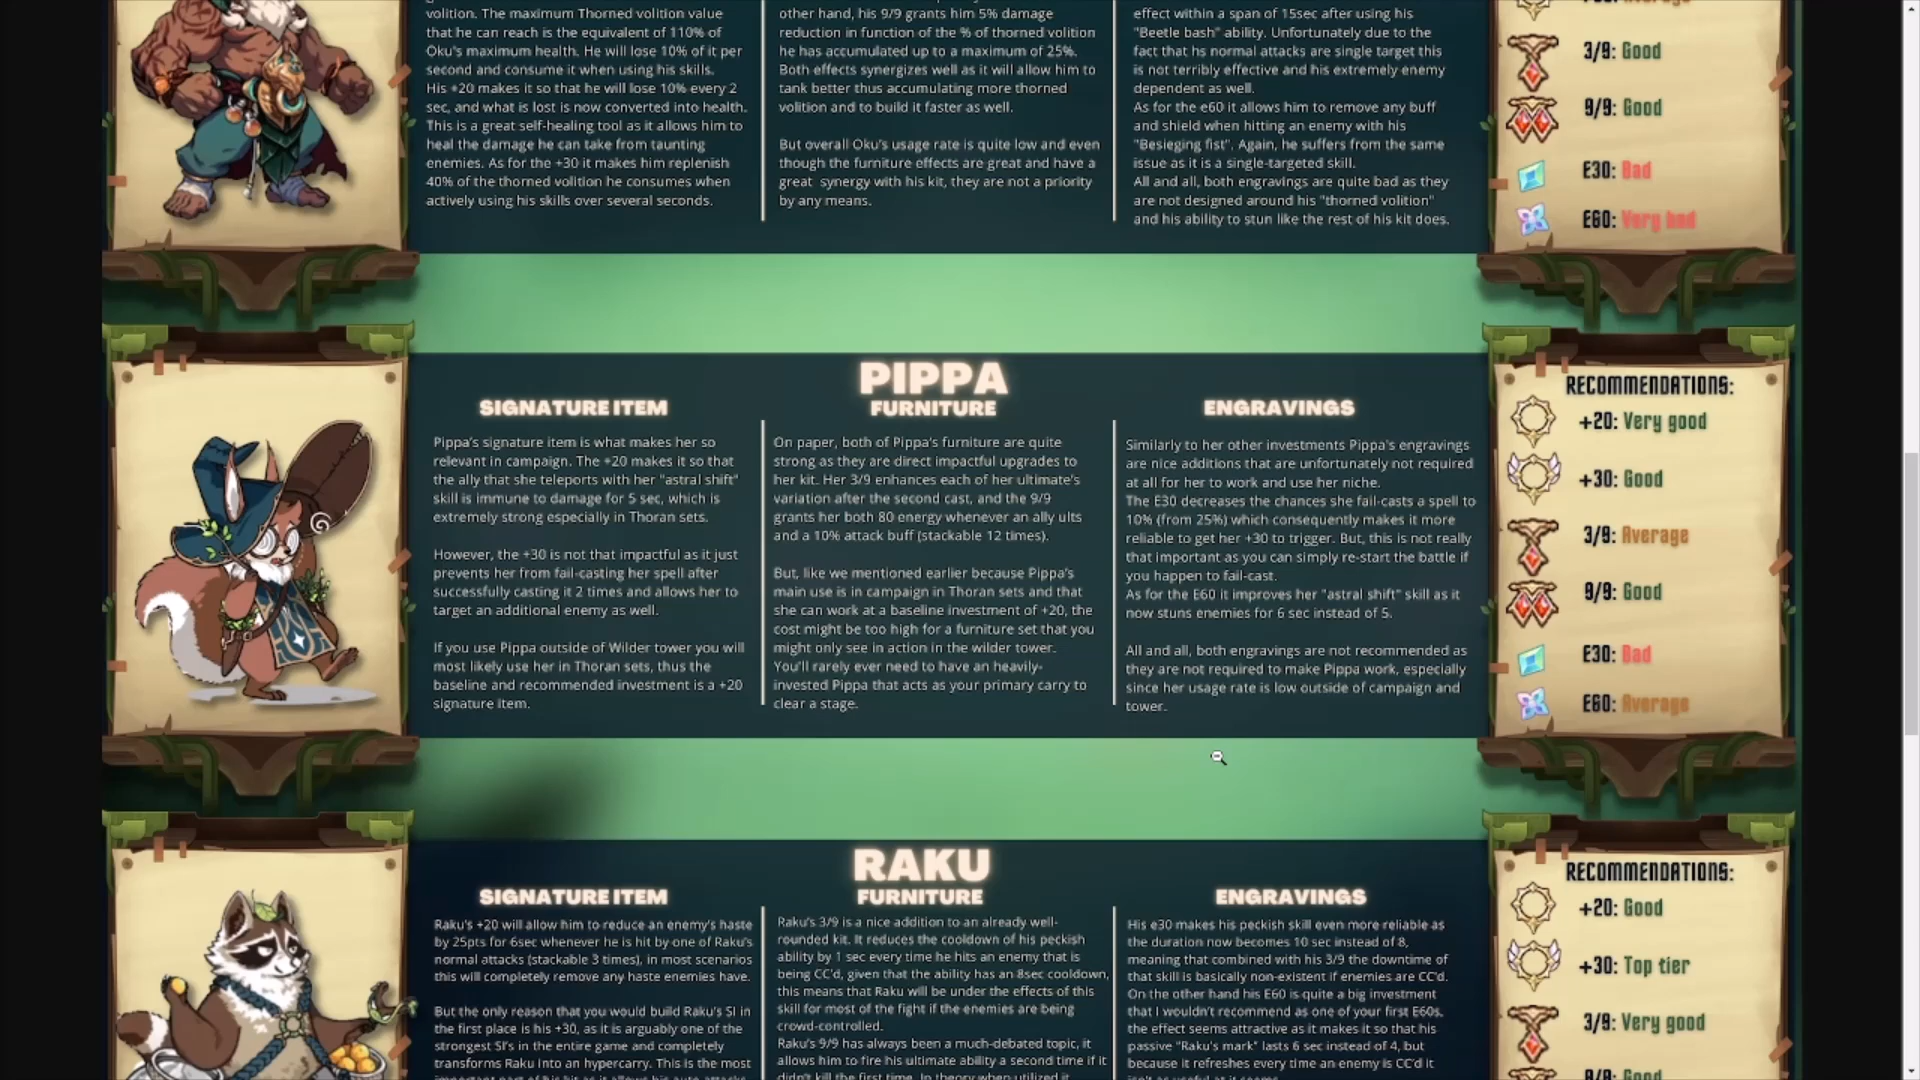 volition. The maximum Thorned volition value
that he can reach is the equivalent of 110% of
Oku's maximum health. He will lose 10% of it per
second and consume it when using his skills.
His +20 makes it so that he will lose 10% every 2
sec, and what is lost is now converted into health.
This is a great self-healing tool as it allows him to
heal the damage he can take from taunting
enemies. As for the +30 it makes him replenish
40% of the thorned volition he consumes when
actively using his skills over several seconds.
other hand, his 9/9 grants him 5% damage
reduction in function of the % of thorned volition
he has accumulated up to a maximum of 25%.
Both effects synergizes well as it will allow him to
tank better thus accumulating more thorned
volition and to build it faster as well.
But overall Oku's usage rate is quite low and even
though the furniture effects are great and have a
great synergy with his kit, they are not a priority
by any means.
effect within a span of 15sec after using his
"Beetle bash" ability. Unfortunately due to the
fact that hs normal attacks are single target this
is not terribly effective and his extremely enemy
dependent as well.
As for the e60 it allows him to remove any buff
and shield when hitting an enemy with his
"Besieging fist". Again, he suffers from the same
issue as it is a single-targeted skill.
All and all, both engravings are quite bad as they
are not designed around his "thorned volition"
and his ability to stun like the rest of his kit does.
3/9: Good
9/9: Good
E30: Bad
E60: Very bad
PIPPA
SIGNATURE ITEM
Pippa's signature item is what makes her so
relevant in campaign. The +20 makes it so that
the ally that she teleports with her "astral shift"
skill is immune to damage for 5 sec, which is
extremely strong especially in Thoran sets.
However, the +30 is not that impactful as it just
prevents her from fail-casting her spell after
successfully casting it 2 times and allows her to
target an additional enemy as well.
If you use Pippa outside of Wilder tower you will
most likely use her in Thoran sets, thus the
baseline and recommended investment is a +20
signature item.
FURNITURE
On paper, both of Pippa's furniture are quite
strong as they are direct impactful upgrades to
her kit. Her 3/9 enhances each of her ultimate's
variation after the second cast, and the 9/9
grants her both 80 energy whenever an ally ults
and a 10% attack buff (stackable 12 times).
But, like we mentioned earlier because Pippa's
main use is in campaign in Thoran sets and that
she can work at a baseline investment of +20, the
cost might be too high for a furniture set that you
might only see in action in the wilder tower.
You'll rarely ever need to have an heavily-
invested Pippa that acts as your primary carry to
clear a stage.
ENGRAVINGS
Similarly to her other investments Pippa's engravings
are nice additions that are unfortunately not required
at all for her to work and use her niche.
The E30 decreases the chances she fail-casts a spell to
10% (from 25%) which consequently makes it more
reliable to get her +30 to trigger. But, this is not really
that important as you can simply re-start the battle if
you happen to fail-cast.
As for the E60 it improves her "astral shift" skill as it
now stuns enemies for 6 sec instead of 5.
All and all, both engravings are not recommended as
they are not required to make Pippa work, especially
since her usage rate is low outside of campaign and
tower.
RECOMMENDATIONS:
+20: Very good
+30: Good
3/9: Average
9/9: Good
E30: Bad
E60: Average
RAKU
SIGNATURE ITEM
Raku's +20 will allow him to reduce an enemy's haste
by 25pts for 6sec whenever he is hit by one of Raku's
normal attacks (stackable 3 times), in most scenarios
this will completely remove any haste enemies have.
But the only reason that you would build Raku's SI in
the first place is his +30, as it is arguably one of the
strongest SI's in the entire game and completely
transforms Raku into an hypercarry. This is the most
FURNITURE
Raku's 3/9 is a nice addition to an already well-
rounded kit. It reduces the cooldown of his peckish
ability by 1 sec every time he hits an enemy that is
being CC'd, given that the ability has an 8sec cooldown,
this means that Raku will be under the effects of this
skill for most of the fight if the enemies are being
crowd-controlled.
Raku's 9/9 has always been a much-debated topic, it
allows him to fire his ultimate ability a second time if it
didn't kill the first time. In theory when utilized it
ENGRAVINGS
His e30 makes his peckish skill even more reliable as
the duration now becomes 10 sec instead of 8,
meaning that combined with his 3/9 the downtime of
that skill is basically non-existent if enemies are CC'd.
On the other hand his E60 is quite a big investment
that I wouldn't recommend as one of your first E60s,
the effect seems attractive as it makes it so that his
passive "Raku's mark" lasts 6 sec instead of 4, but
because it refreshes every time an enemy is CC'd it
RECOMMENDATIONS:
+20: Good
+30: Top tier
3/9: Very good
9/9: Good